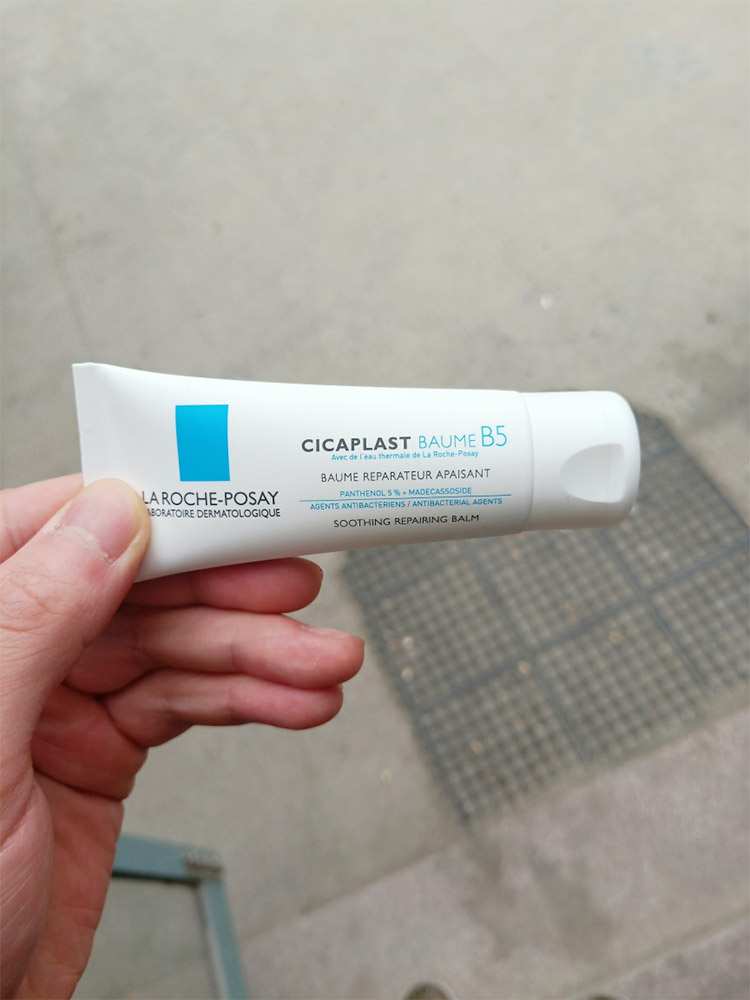 LA ROCHE-POSAY
LABORATOIRE DERMATOLOGIQUE
CICAPLAST BAUME B5
Avec de l'eau thermale de La Roche-Posay
BAUME REPARATEUR APAISANT
PANTHENOL 5 % + MADECASSOSIDE
AGENTS ANTIBACTERIENS / ANTIBACTERIAL AGENTS
SOOTHING REPAIRING BALM